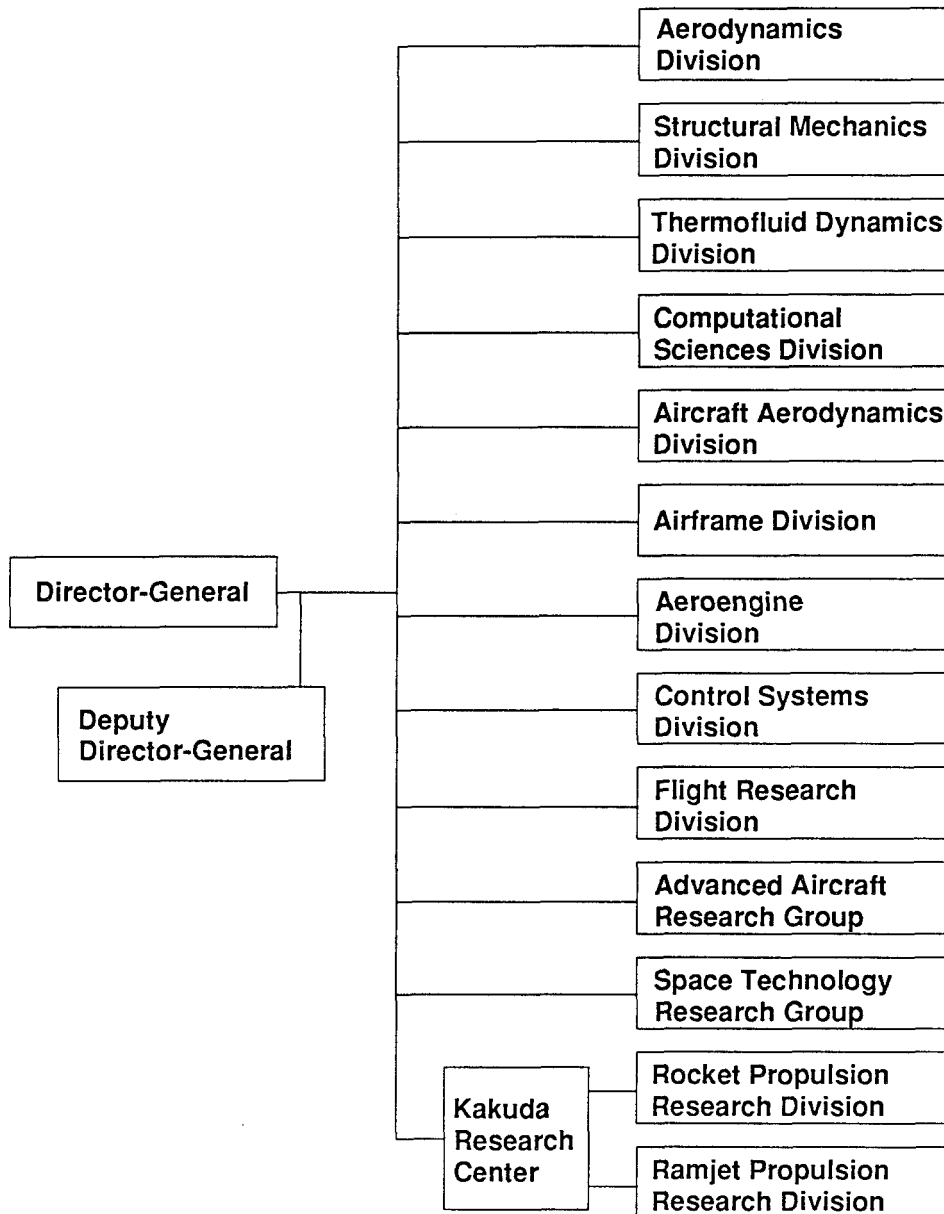 Aerodynamics
Division
Structural Mechanics
Division
Thermofluid Dynamics
Division
Computational
Sciences Division
Aircraft Aerodynamics
Division
Airframe Division
Director-General
Aeroengine
Division
Deputy
Director-General
Control Systems
Division
Flight Research
Division
Advanced Aircraft
Research Group
Space Technology
Research Group
Kakuda
Research
Center
Rocket Propulsion
Research Division
Ramjet Propulsion
Research Division